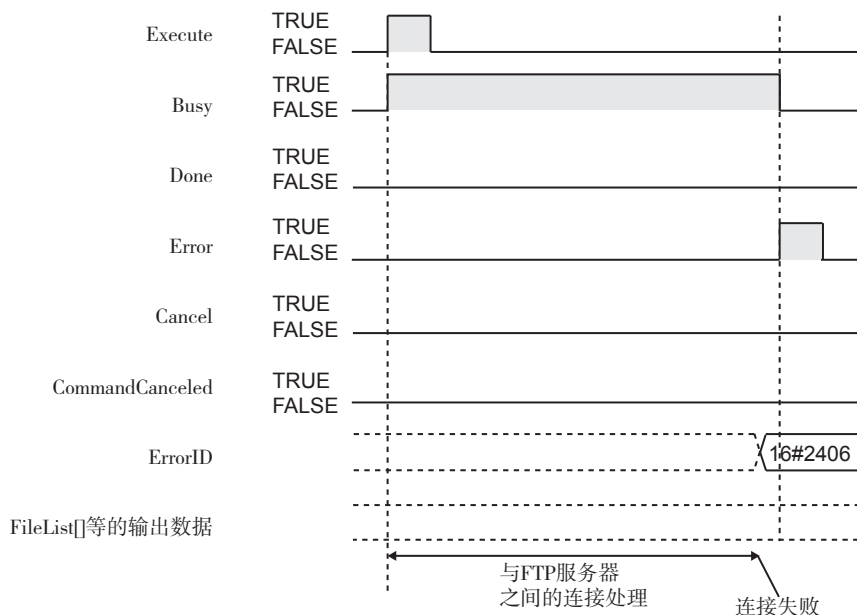 Execute
TRUE
FALSE
Busy
TRUE
FALSE
Done
TRUE
FALSE
Error
TRUE
FALSE
Cancel
TRUE
FALSE
CommandCanceled
TRUE
FALSE
ErrorID
16#2406
FileList[]等的输出数据
与FTP服务器
之间的连接处理
连接失败